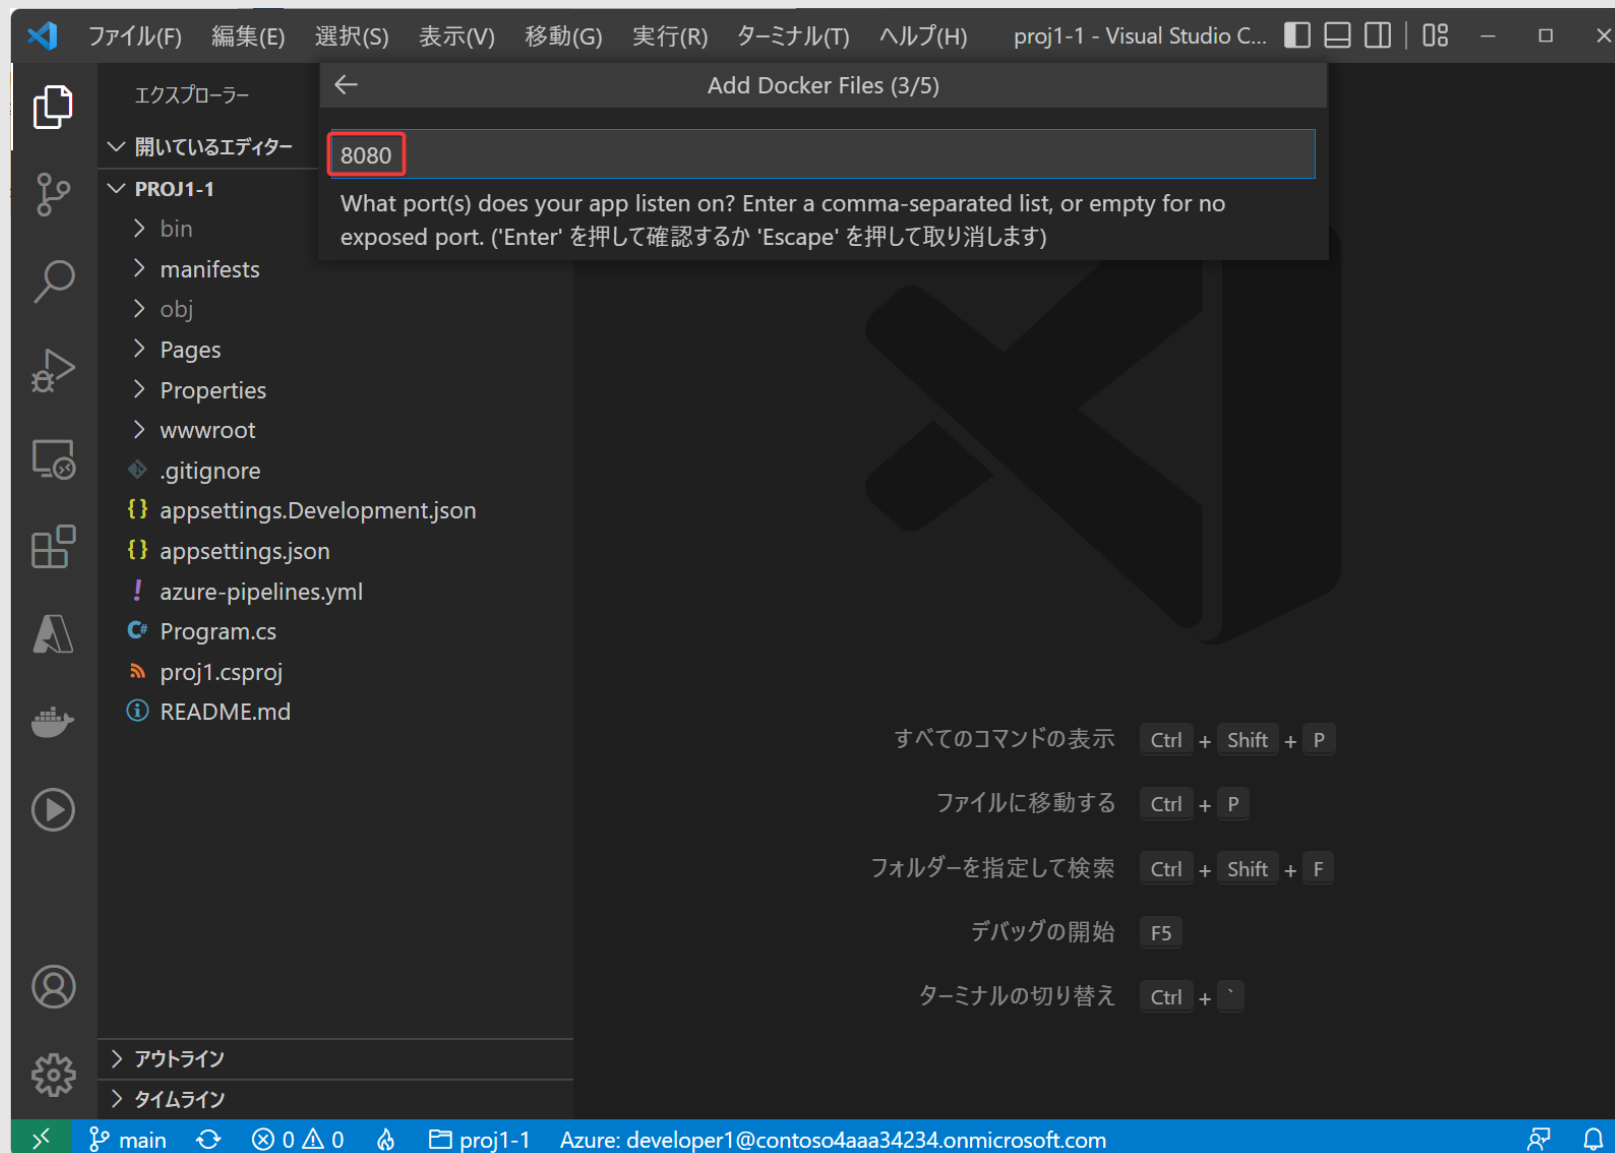 ファイル(F) 編集(E) 選択(S) 表示(V) 移動(G) 実行(R) ターミナル(T) ヘルプ(H) proj1-1 - Visual Studio C...
エクスプローラー
Add Docker Files (3/5)
8080
What port(s) does your app listen on? Enter a comma-separated list, or empty for no
exposed port. ('Enter' を押して確認するか 'Escape' を押して取り消します)
開いているエディター
PROJ1-1
bin
manifests
obj
Pages
Properties
wwwroot
.gitignore
appsettings.Development.json
appsettings.json
azure-pipelines.yml
Program.cs
proj1.csproj
README.md
すべてのコマンドの表示 Ctrl + Shift + P
ファイルに移動する Ctrl + P
フォルダーを指定して検索 Ctrl + Shift + F
デバッグの開始 F5
ターミナルの切り替え Ctrl + `
アウトライン
タイムライン
main 0 0 proj1-1 Azure: developer1@contoso4aaa34234.onmicrosoft.com